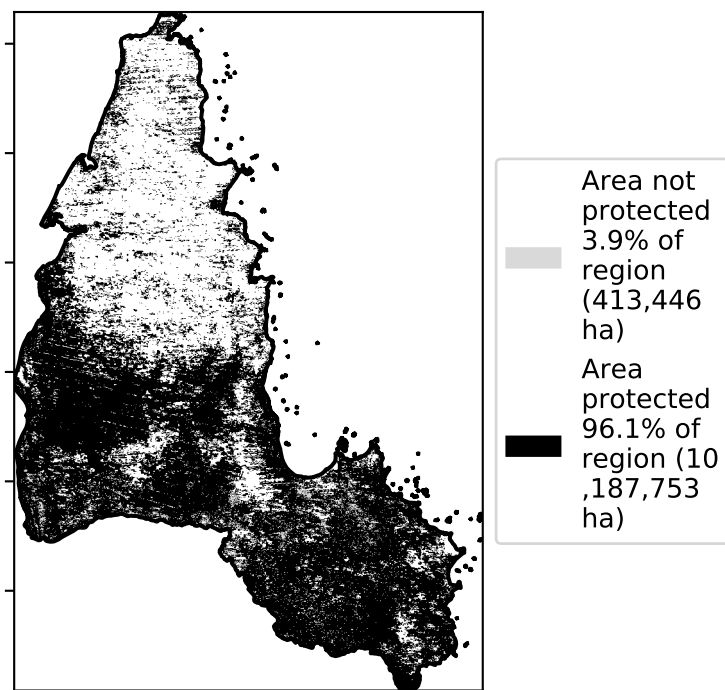 Area not
protected
3.9% of
region
(413,446
ha)
Area
protected
96.1% of
region (10
,187,753
ha)